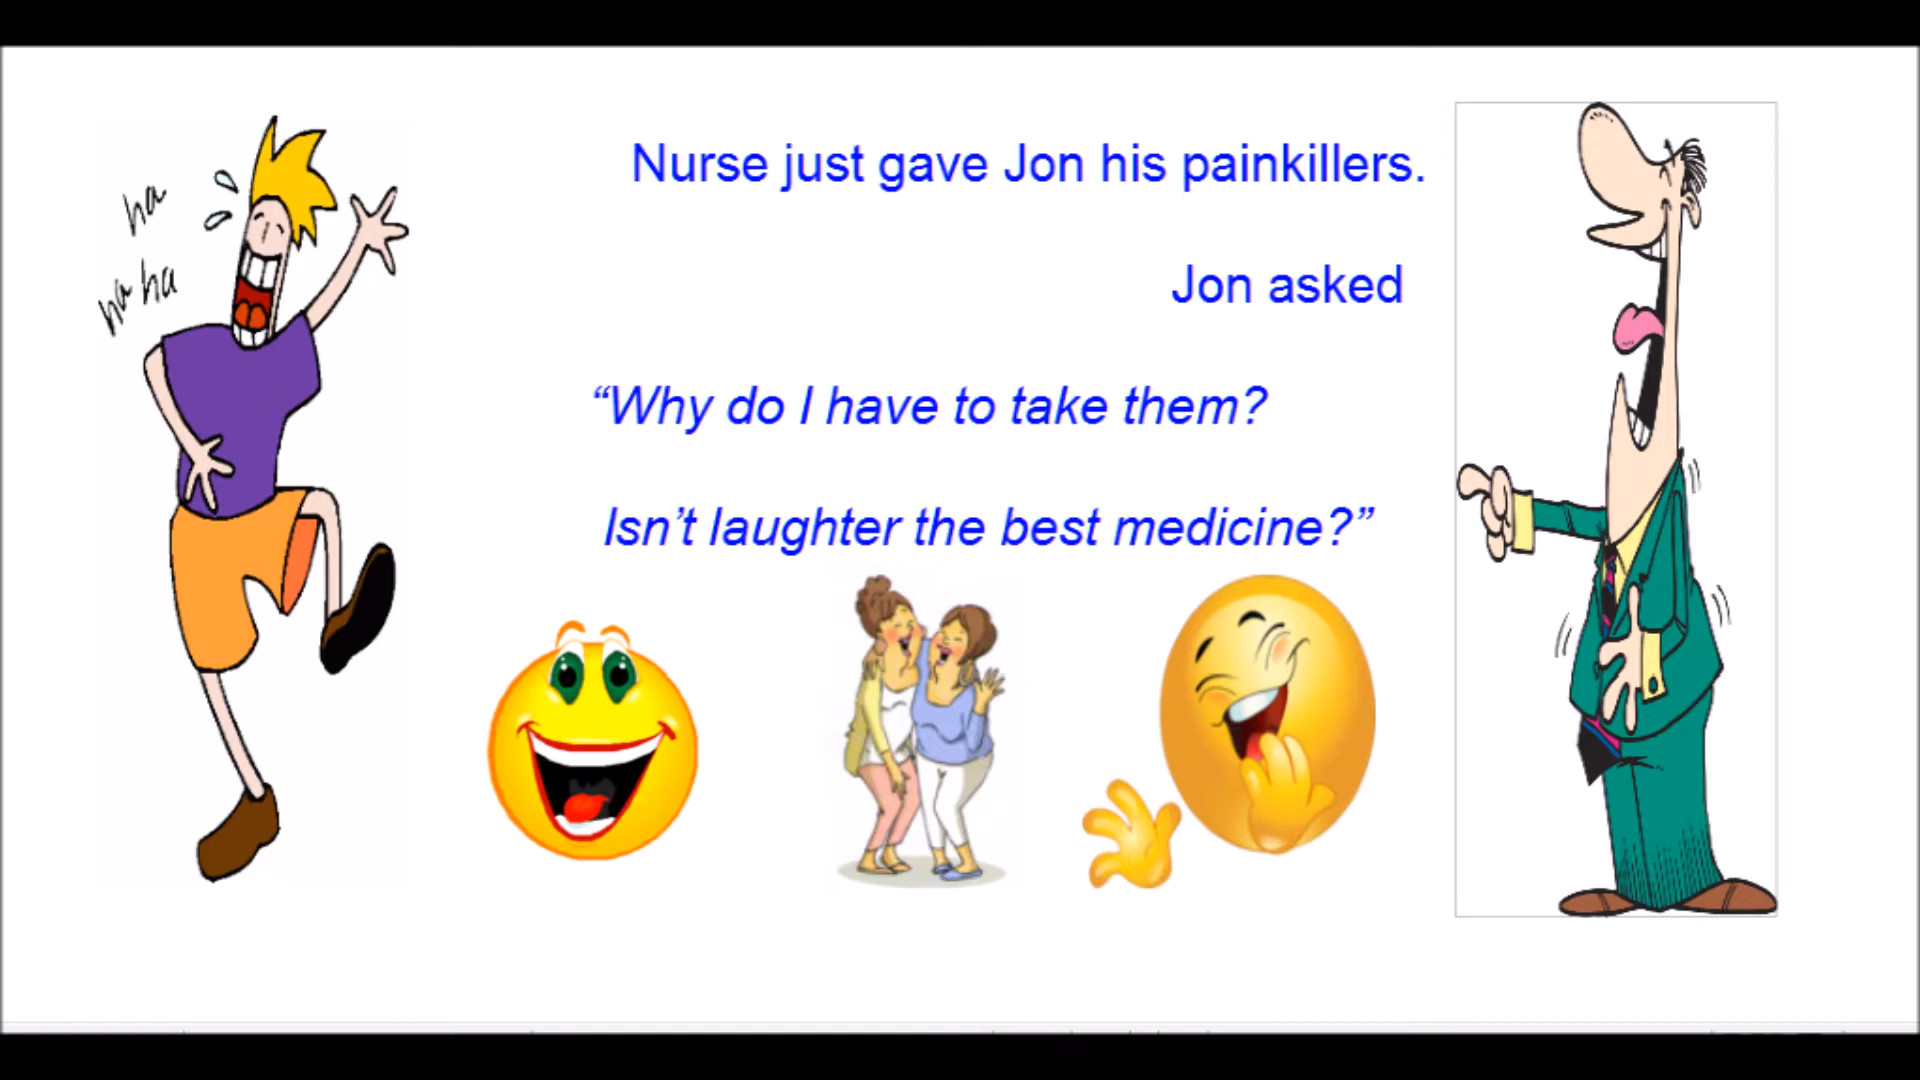 Nurse just gave Jon his painkillers.
ha
Jon asked
ha ha
“Why do I have to take them?
Isn’t laughter the best medicine?”